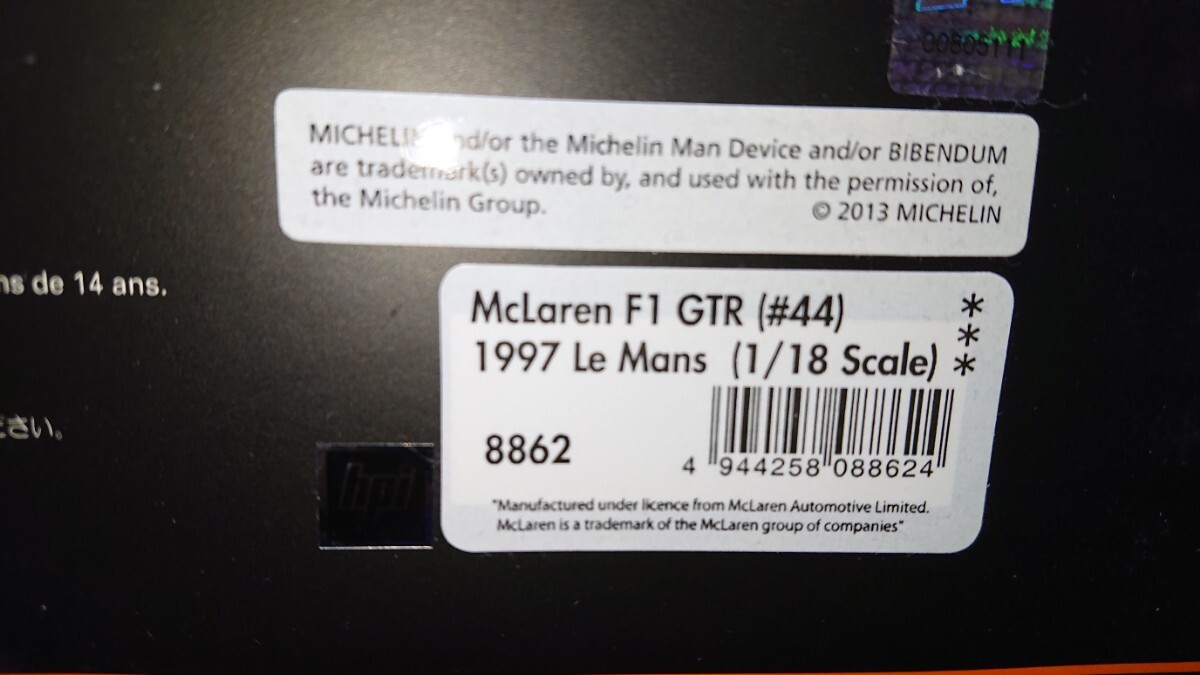 MICHELIN and/or the Michelin Man Device and/or BIBENDUM
are trademark(s) owned by, and used with the permission of,
the Michelin Group.
© 2013 MICHELIN
de 14 ans.
McLaren F1 GTR (#44) *
*
1997 Le Mans (1/18 Scale) *
8862
4 944258 088624
ださい。
hpi
"Manufactured under licence from McLaren Automotive Limited.
McLaren is a trademark of the McLaren group of companies"